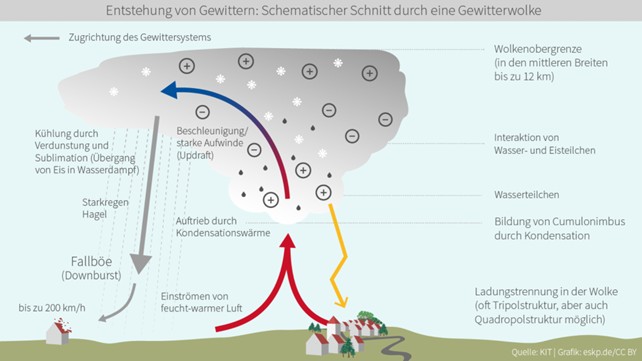 Entstehung von Gewittern: Schematischer Schnitt durch eine Gewitterwolke
Zugrichtung des Gewittersystems
Wolkenobergrenze
(in den mittleren Breiten
bis zu 12 km)
Kühlung durch
Verdunstung und
Sublimation (Übergang
von Eis in Wasserdampf)
Beschleunigung/
starke Aufwinde
(Updraft)
Interaktion von
Wasser- und Eisteilchen
Starkregen
Hagel
Wasserteilchen
Auftrieb durch
Kondensationswärme
Bildung von Cumulonimbus
durch Kondensation
Fallböe
(Downburst)
bis zu 200 km/h
Einströmen von
feucht-warmer Luft
Ladungstrennung in der Wolke
(oft Tripolstruktur, aber auch
Quadropolstruktur möglich)
Quelle: KIT | Grafik: eskp.de/CC BY